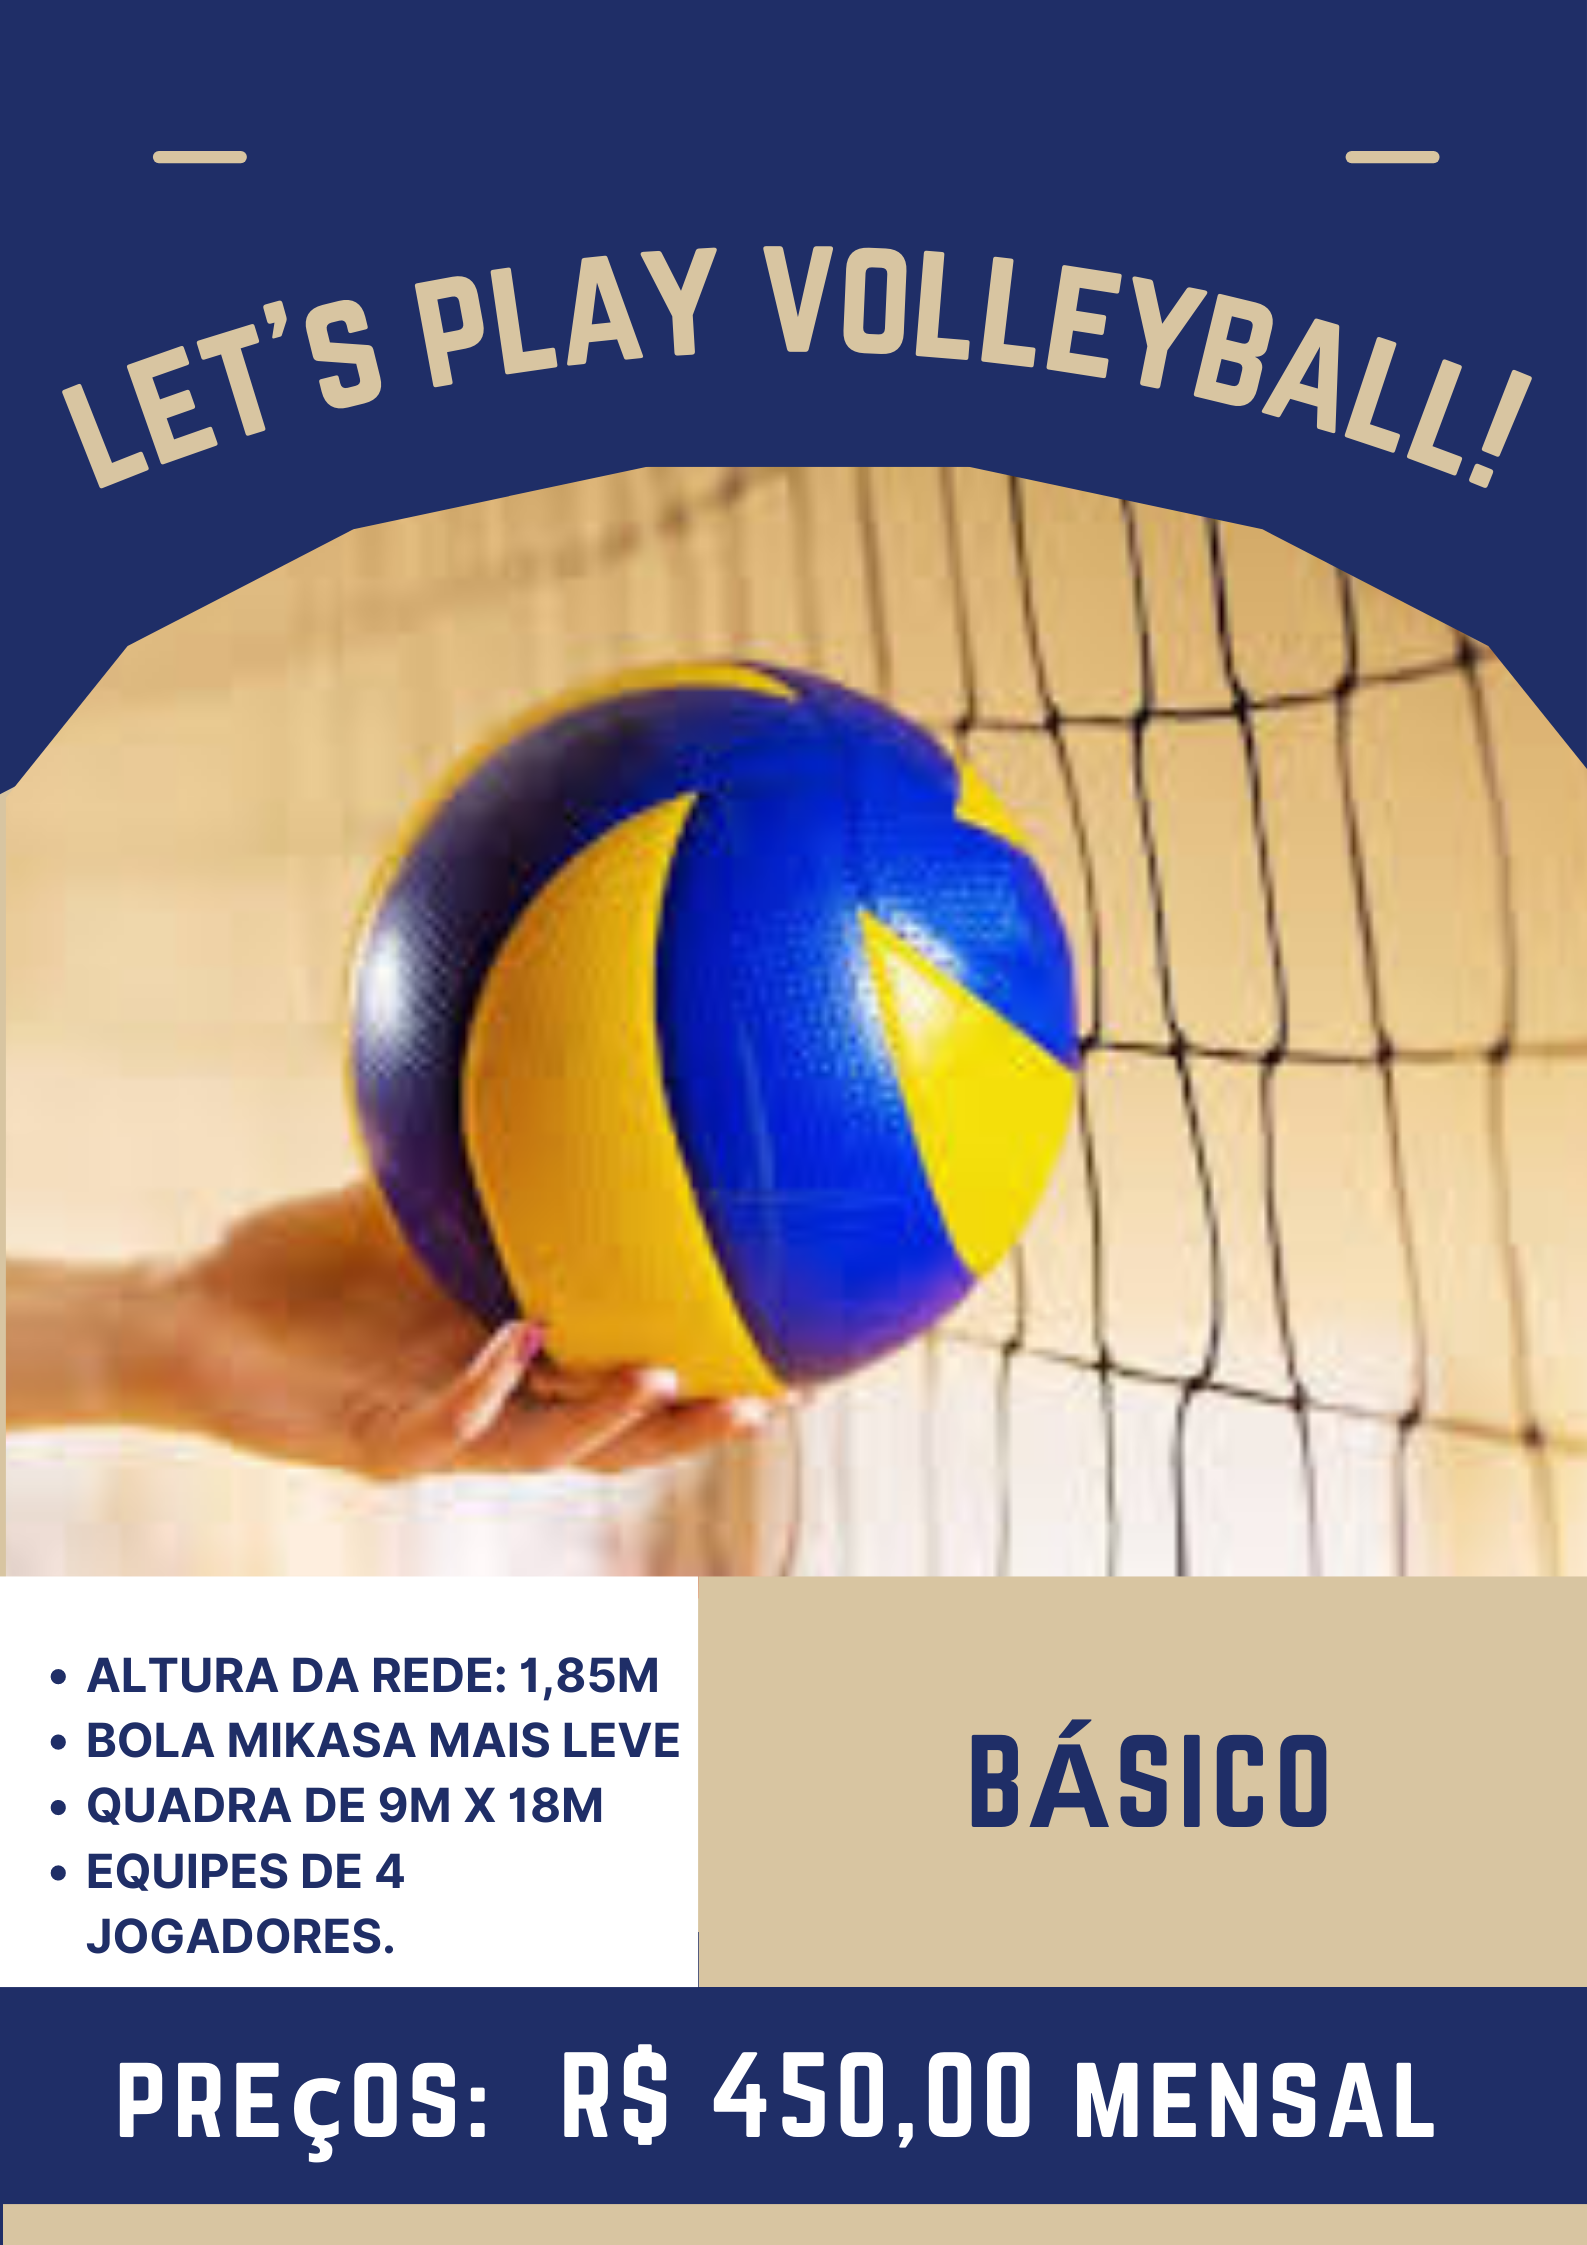 LET'S PLAY VOLLEYBALL!
• ALTURA DA REDE: 1,85M
• BOLA MIKASA MAIS LEVE
• QUADRA DE 9M X 18M
• EQUIPES DE 4
JOGADORES.
BÁSICO
PREçOS: R$ 450,00 MENSAL